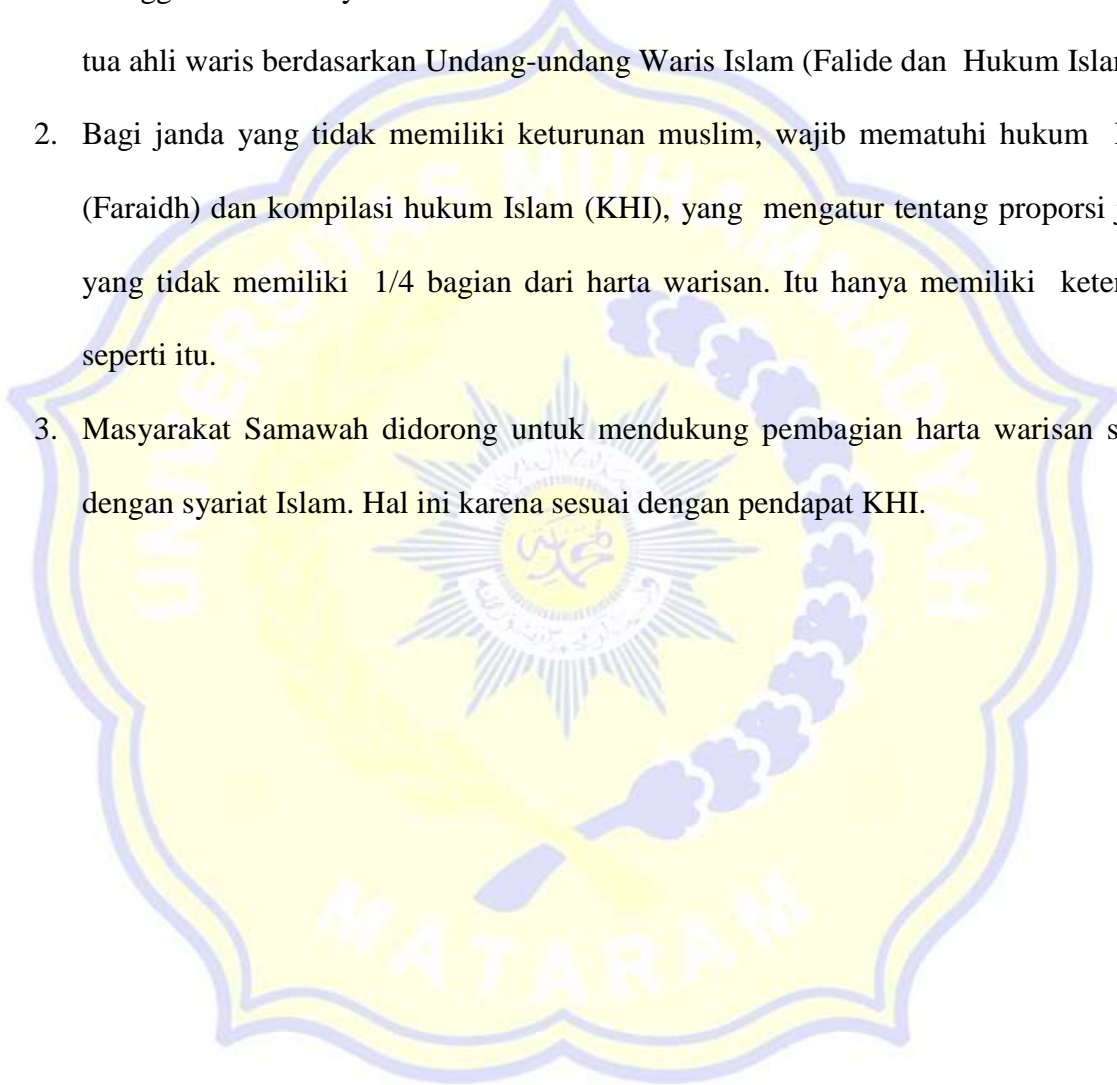 tua ahli waris berdasarkan Undang-undang Waris Islam (Falide dan Hukum
2. Bagi janda yang tidak memiliki keturunan muslim, wajib mematuhi hukum
(Faraidh) dan kompilasi hukum Islam (KHI), yang mengatur tentang proporsi
yang tidak memiliki 1/4 bagian dari harta warisan. Itu hanya memiliki
seperti itu.
3. Masyarakat Samawah didorong untuk mendukung pembagian harta warisan
dengan syariat Islam. Hal ini karena sesuai dengan pendapat KHI.
UNIVERSITAS MUHAMMADIYAH
MATARAM